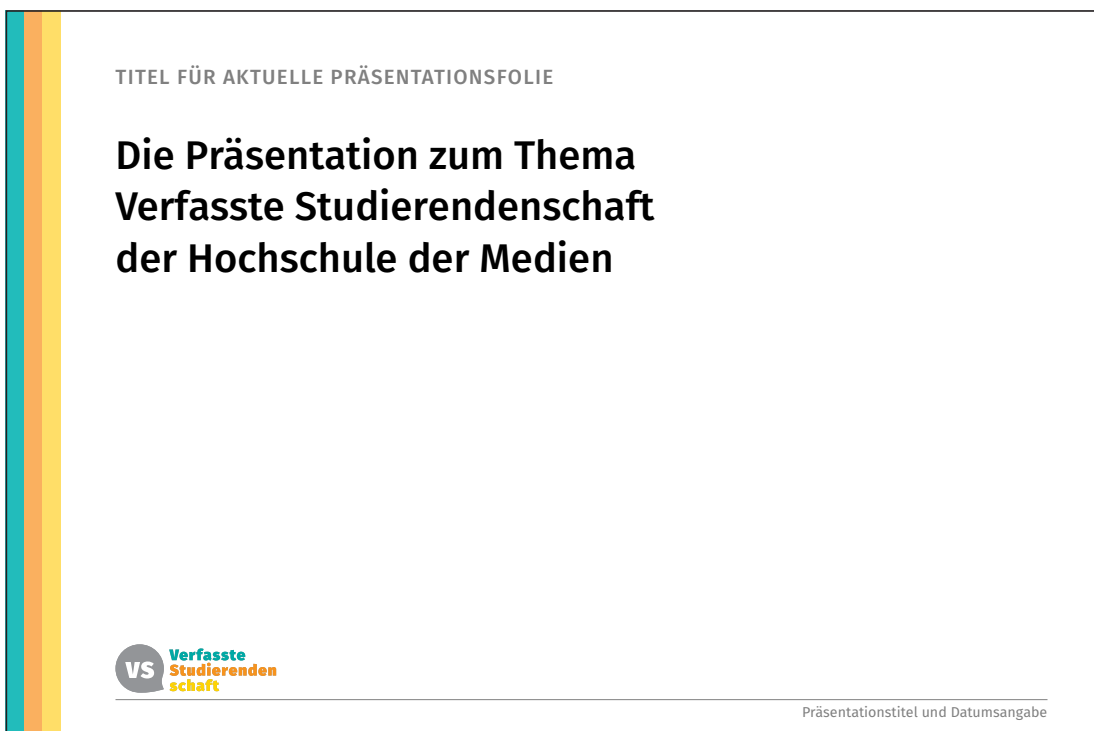 TITEL FÜR AKTUELLE PRÄSENTATIONSFOLIE
Die Präsentation zum Thema
Verfasste Studierendenschaft
der Hochschule der Medien
VS
Verfasste
Studierenden
schaft
Präsentationstitel und Datumsangabe